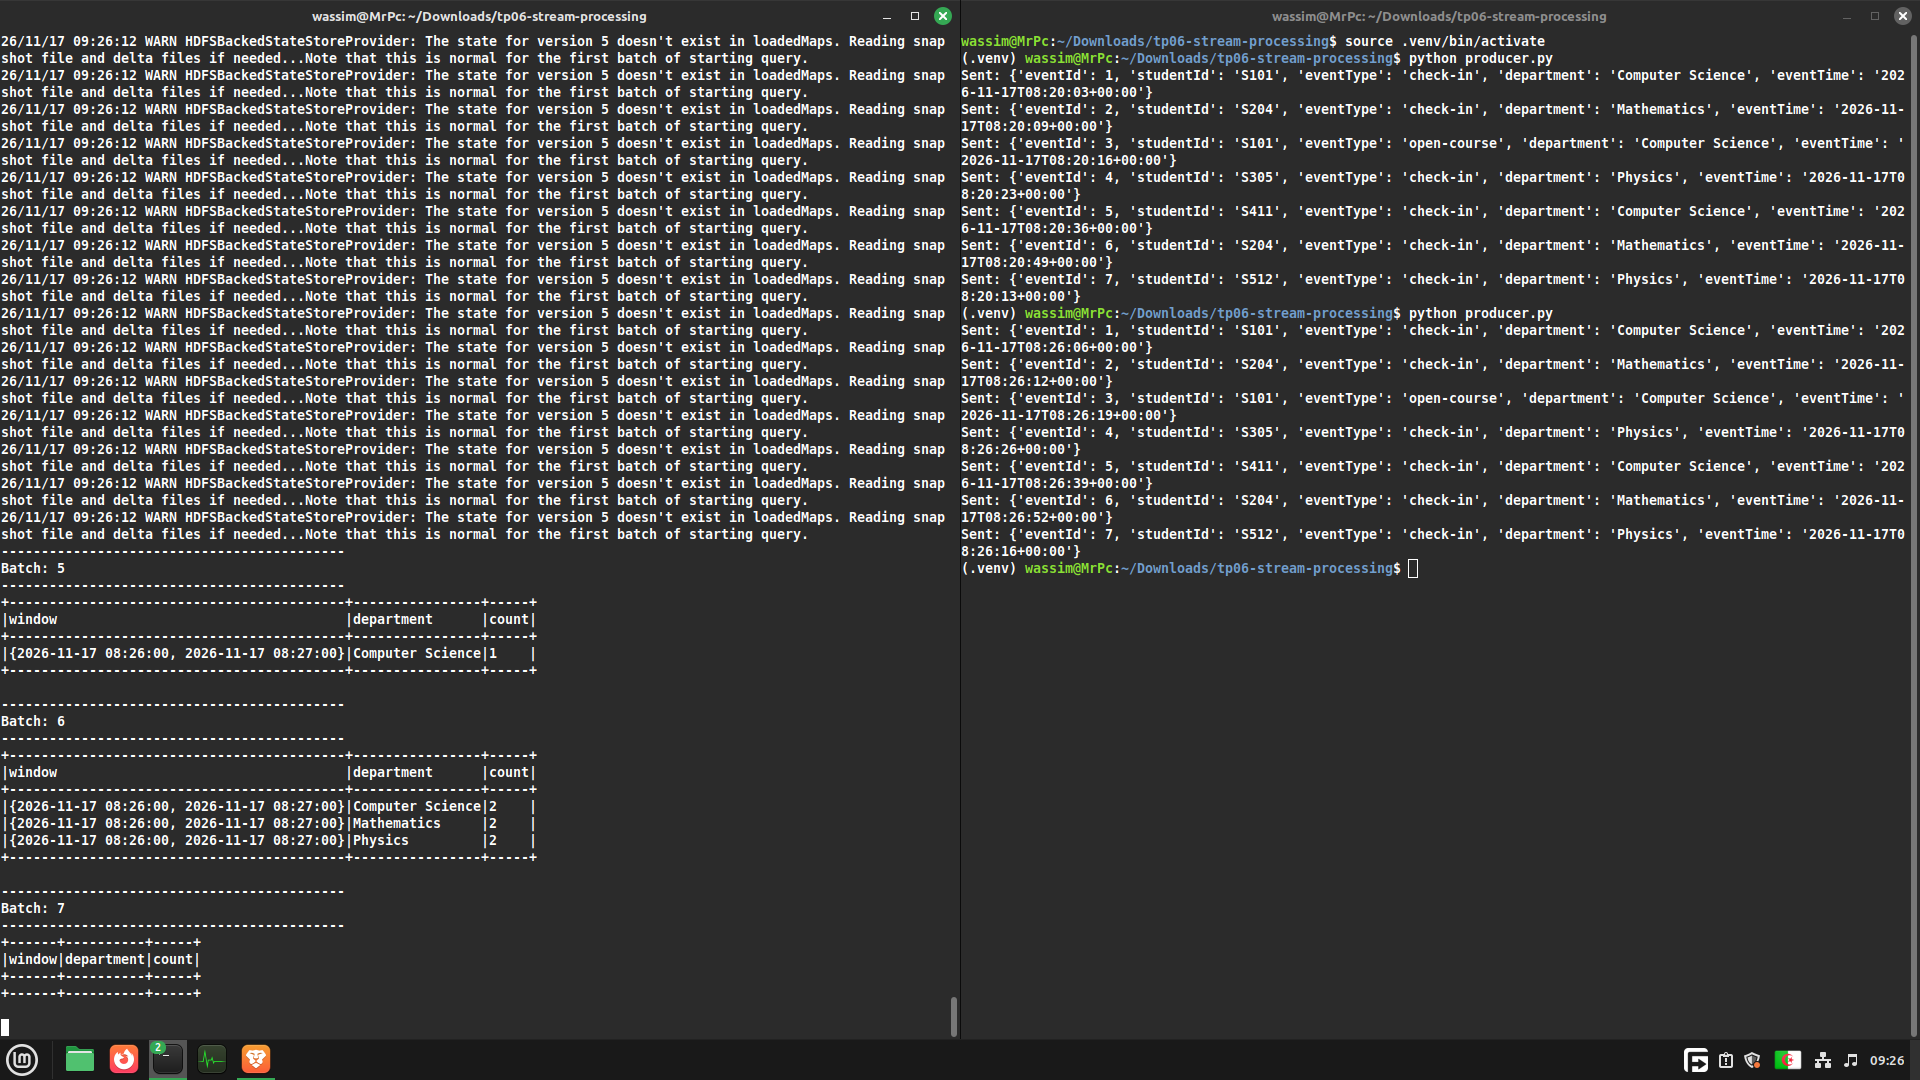 wassim@MrPc: ~/Downloads/tp06-stream-processing
26/11/17 09:26:12 WARN HDFSBackedStateStoreProvider: The state for version 5 doesn't exist in loadedMaps. Reading snap
shot file and delta files if needed...Note that this is normal for the first batch of starting query.
26/11/17 09:26:12 WARN HDFSBackedStateStoreProvider: The state for version 5 doesn't exist in loadedMaps. Reading snap
shot file and delta files if needed...Note that this is normal for the first batch of starting query.
26/11/17 09:26:12 WARN HDFSBackedStateStoreProvider: The state for version 5 doesn't exist in loadedMaps. Reading snap
shot file and delta files if needed...Note that this is normal for the first batch of starting query.
26/11/17 09:26:12 WARN HDFSBackedStateStoreProvider: The state for version 5 doesn't exist in loadedMaps. Reading snap
shot file and delta files if needed...Note that this is normal for the first batch of starting query.
26/11/17 09:26:12 WARN HDFSBackedStateStoreProvider: The state for version 5 doesn't exist in loadedMaps. Reading snap
shot file and delta files if needed...Note that this is normal for the first batch of starting query.
26/11/17 09:26:12 WARN HDFSBackedStateStoreProvider: The state for version 5 doesn't exist in loadedMaps. Reading snap
shot file and delta files if needed...Note that this is normal for the first batch of starting query.
26/11/17 09:26:12 WARN HDFSBackedStateStoreProvider: The state for version 5 doesn't exist in loadedMaps. Reading snap
shot file and delta files if needed...Note that this is normal for the first batch of starting query.
26/11/17 09:26:12 WARN HDFSBackedStateStoreProvider: The state for version 5 doesn't exist in loadedMaps. Reading snap
shot file and delta files if needed...Note that this is normal for the first batch of starting query.
26/11/17 09:26:12 WARN HDFSBackedStateStoreProvider: The state for version 5 doesn't exist in loadedMaps. Reading snap
shot file and delta files if needed...Note that this is normal for the first batch of starting query.
26/11/17 09:26:12 WARN HDFSBackedStateStoreProvider: The state for version 5 doesn't exist in loadedMaps. Reading snap
shot file and delta files if needed...Note that this is normal for the first batch of starting query.
26/11/17 09:26:12 WARN HDFSBackedStateStoreProvider: The state for version 5 doesn't exist in loadedMaps. Reading snap
shot file and delta files if needed...Note that this is normal for the first batch of starting query.
26/11/17 09:26:12 WARN HDFSBackedStateStoreProvider: The state for version 5 doesn't exist in loadedMaps. Reading snap
shot file and delta files if needed...Note that this is normal for the first batch of starting query.
26/11/17 09:26:12 WARN HDFSBackedStateStoreProvider: The state for version 5 doesn't exist in loadedMaps. Reading snap
shot file and delta files if needed...Note that this is normal for the first batch of starting query.
26/11/17 09:26:12 WARN HDFSBackedStateStoreProvider: The state for version 5 doesn't exist in loadedMaps. Reading snap
shot file and delta files if needed...Note that this is normal for the first batch of starting query.
26/11/17 09:26:12 WARN HDFSBackedStateStoreProvider: The state for version 5 doesn't exist in loadedMaps. Reading snap
shot file and delta files if needed...Note that this is normal for the first batch of starting query.
-------------------------------------------
Batch: 5
-------------------------------------------
+------------------------------------------+----------------+-----+
|window                                    |department      |count|
+------------------------------------------+----------------+-----+
|{2026-11-17 08:26:00, 2026-11-17 08:27:00}|Computer Science|1    |
+------------------------------------------+----------------+-----+
-------------------------------------------
Batch: 6
-------------------------------------------
+------------------------------------------+----------------+-----+
|window                                    |department      |count|
+------------------------------------------+----------------+-----+
|{2026-11-17 08:26:00, 2026-11-17 08:27:00}|Computer Science|2    |
|{2026-11-17 08:26:00, 2026-11-17 08:27:00}|Mathematics     |2    |
|{2026-11-17 08:26:00, 2026-11-17 08:27:00}|Physics         |2    |
+------------------------------------------+----------------+-----+
-------------------------------------------
Batch: 7
-------------------------------------------
+------+----------+-----+
|window|department|count|
+------+----------+-----+
+------+----------+-----+
wassim@MrPc: ~/Downloads/tp06-stream-processing
wassim@MrPc:~/Downloads/tp06-stream-processing$ source .venv/bin/activate
(.venv) wassim@MrPc:~/Downloads/tp06-stream-processing$ python producer.py
Sent: {'eventId': 1, 'studentId': 'S101', 'eventType': 'check-in', 'department': 'Computer Science', 'eventTime': '202
6-11-17T08:20:03+00:00'}
Sent: {'eventId': 2, 'studentId': 'S204', 'eventType': 'check-in', 'department': 'Mathematics', 'eventTime': '2026-11-
17T08:20:09+00:00'}
Sent: {'eventId': 3, 'studentId': 'S101', 'eventType': 'open-course', 'department': 'Computer Science', 'eventTime': '
2026-11-17T08:20:16+00:00'}
Sent: {'eventId': 4, 'studentId': 'S305', 'eventType': 'check-in', 'department': 'Physics', 'eventTime': '2026-11-17T0
8:20:23+00:00'}
Sent: {'eventId': 5, 'studentId': 'S411', 'eventType': 'check-in', 'department': 'Computer Science', 'eventTime': '202
6-11-17T08:20:36+00:00'}
Sent: {'eventId': 6, 'studentId': 'S204', 'eventType': 'check-in', 'department': 'Mathematics', 'eventTime': '2026-11-
17T08:20:49+00:00'}
Sent: {'eventId': 7, 'studentId': 'S512', 'eventType': 'check-in', 'department': 'Physics', 'eventTime': '2026-11-17T0
8:20:13+00:00'}
(.venv) wassim@MrPc:~/Downloads/tp06-stream-processing$ python producer.py
Sent: {'eventId': 1, 'studentId': 'S101', 'eventType': 'check-in', 'department': 'Computer Science', 'eventTime': '202
6-11-17T08:26:06+00:00'}
Sent: {'eventId': 2, 'studentId': 'S204', 'eventType': 'check-in', 'department': 'Mathematics', 'eventTime': '2026-11-
17T08:26:12+00:00'}
Sent: {'eventId': 3, 'studentId': 'S101', 'eventType': 'open-course', 'department': 'Computer Science', 'eventTime': '
2026-11-17T08:26:19+00:00'}
Sent: {'eventId': 4, 'studentId': 'S305', 'eventType': 'check-in', 'department': 'Physics', 'eventTime': '2026-11-17T0
8:26:26+00:00'}
Sent: {'eventId': 5, 'studentId': 'S411', 'eventType': 'check-in', 'department': 'Computer Science', 'eventTime': '202
6-11-17T08:26:39+00:00'}
Sent: {'eventId': 6, 'studentId': 'S204', 'eventType': 'check-in', 'department': 'Mathematics', 'eventTime': '2026-11-
17T08:26:52+00:00'}
Sent: {'eventId': 7, 'studentId': 'S512', 'eventType': 'check-in', 'department': 'Physics', 'eventTime': '2026-11-17T0
8:26:16+00:00'}
(.venv) wassim@MrPc:~/Downloads/tp06-stream-processing$
2
09:26